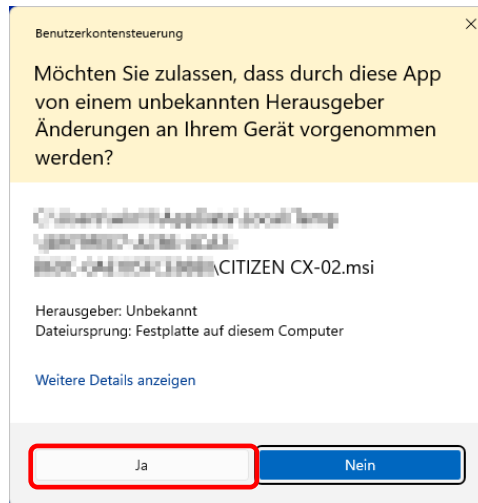 Benutzerkontensteuerung
Möchten Sie zulassen, dass durch diese App
von einem unbekannten Herausgeber
Änderungen an Ihrem Gerät vorgenommen
werden?
\CITIZEN CX-02.msi
Herausgeber: Unbekannt
Dateiursprung: Festplatte auf diesem Computer
Weitere Details anzeigen
Ja
Nein